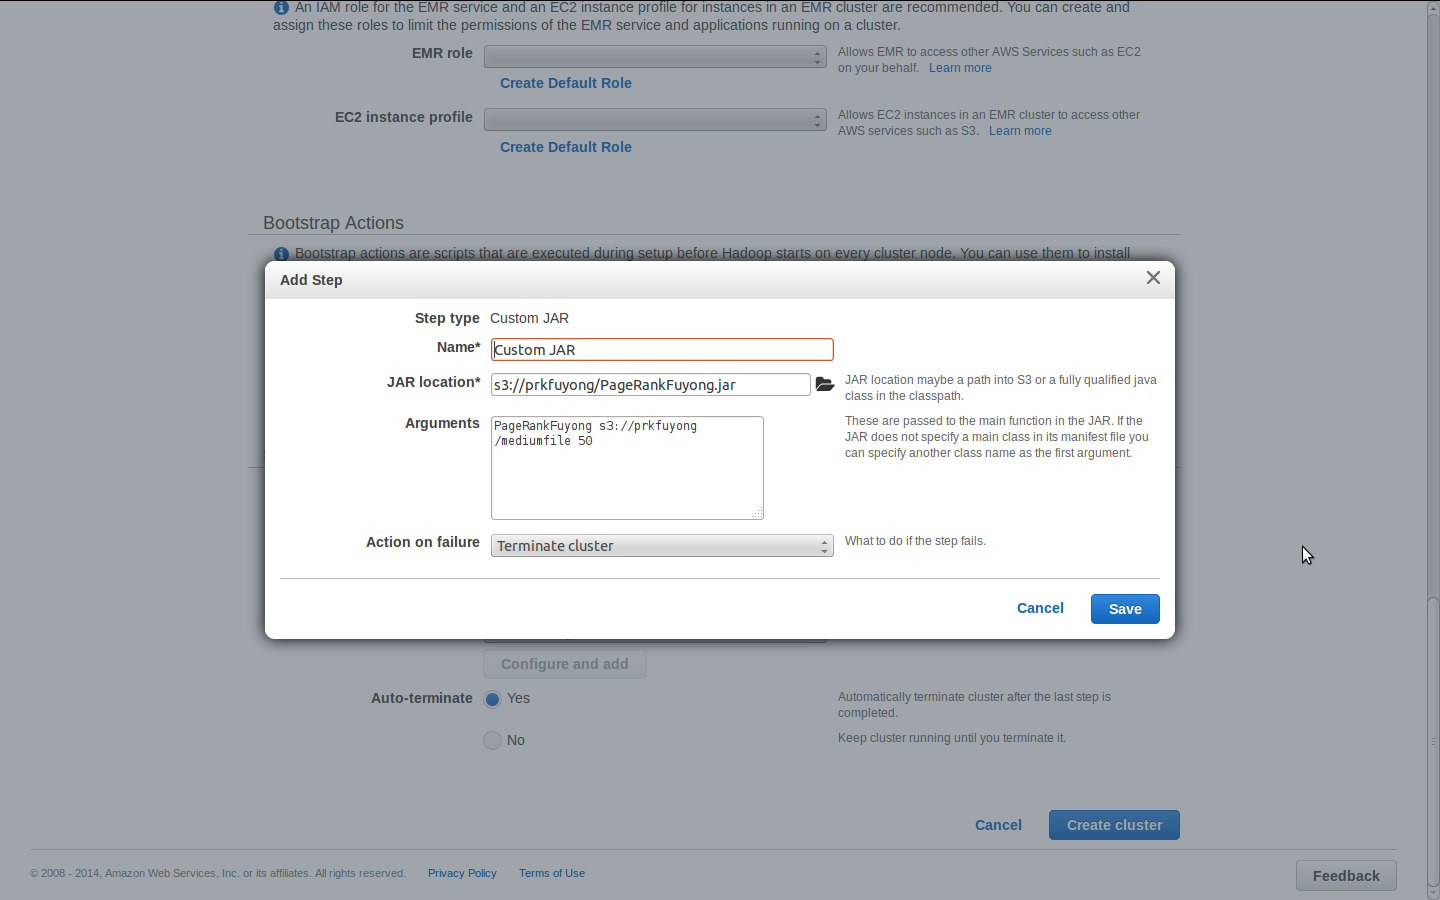 An IAM role for the EMR service and an EC2 instance profile for instances in an EMR cluster are recommended. You can create and
assign these roles to limit the permissions of the EMR service and applications running on a cluster.
EMR role
Allows EMR to access other AWS Services such as EC2
on your behalf. Learn more
Create Default Role
EC2 instance profile
Allows EC2 instances in an EMR cluster to access other
AWS services such as S3. Learn more
Create Default Role
Bootstrap Actions
Bootstrap actions are scripts that are executed during setup before Hadoop starts on every cluster node. You can use them to install
Add Step
Step type Custom JAR
Name* Custom JAR
JAR location* s3://prkfuyong/PageRankFuyong.jar
JAR location maybe a path into S3 or a fully qualified java
class in the classpath.
Arguments
PageRankFuyong s3://prkfuyong
/mediumfile 50
These are passed to the main function in the JAR. If the
JAR does not specify a main class in its manifest file you
can specify another class name as the first argument.
Action on failure Terminate cluster What to do if the step fails.
Cancel Save
Configure and add
Auto-terminate Yes
Automatically terminate cluster after the last step is
completed.
No Keep cluster running until you terminate it.
Cancel Create cluster
© 2008 - 2014, Amazon Web Services, Inc. or its affiliates. All rights reserved. Privacy Policy Terms of Use Feedback